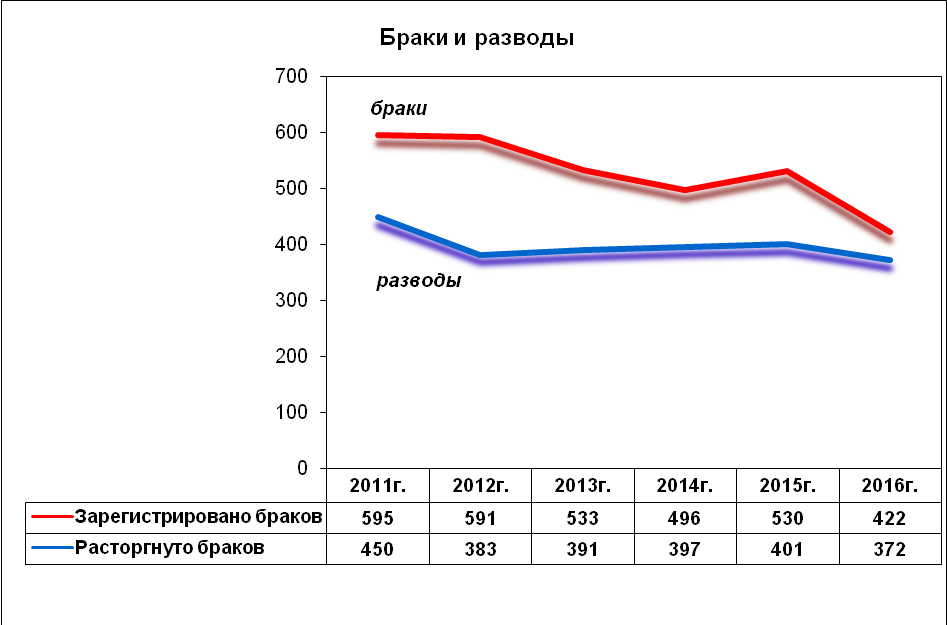 Браки и разводы
700
600
500
400
300
200
100
0
браки
разводы
2011г. 2012г. 2013г. 2014г. 2015г. 2016г.
Зарегистрировано браков 595 591 533 496 530 422
Расторгнуто браков 450 383 391 397 401 372